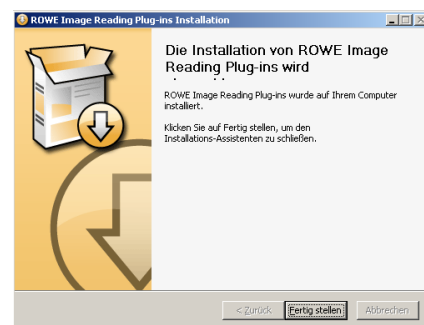 ROWE Image Reading Plug-ins Installation
Die Installation von ROWE Image
Reading Plug-ins wird
ROWE Image Reading Plug-ins wurde auf Ihrem Computer
installiert.
Klicken Sie auf Fertig stellen, um den
Installations-Assistenten zu schließen.
< Zurück
Fertig stellen
Abbrechen